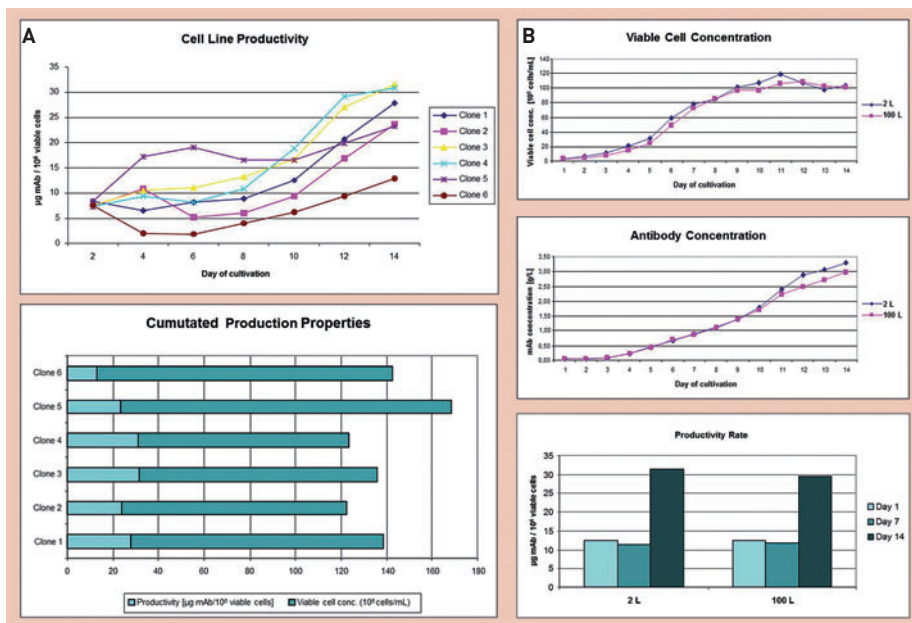 A
Cell Line Productivity
35
30
25
20
15
10
5
0
µg mAb / 10⁶ viable cells
2 4 6 8 10 12 14
Day of cultivation
Clone 1
Clone 2
Clone 3
Clone 4
Clone 5
Clone 6
Cumutated Production Properties
Clone 6
Clone 5
Clone 4
Clone 3
Clone 2
Clone 1
0 20 40 60 80 100 120 140 160 180
Productivity [µg mAb/10⁶ viable cells] Viable cell conc. (10⁶ cells/mL)
B
Viable Cell Concentration
140
120
100
80
60
40
20
0
Viable cell conc. [10⁶ cells/mL]
1 2 3 4 5 6 7 8 9 10 11 12 13 14
Day of cultivation
2 L
100 L
Antibody Concentration
3,50
3,00
2,50
2,00
1,50
1,00
0,50
0,00
mAb concentration [g/L]
1 2 3 4 5 6 7 8 9 10 11 12 13 14
Day of cultivation
2 L
100 L
Productivity Rate
35
30
25
20
15
10
5
0
µg mAb / 10⁶ viable cells
2 L 100 L
Day 1
Day 7
Day 14